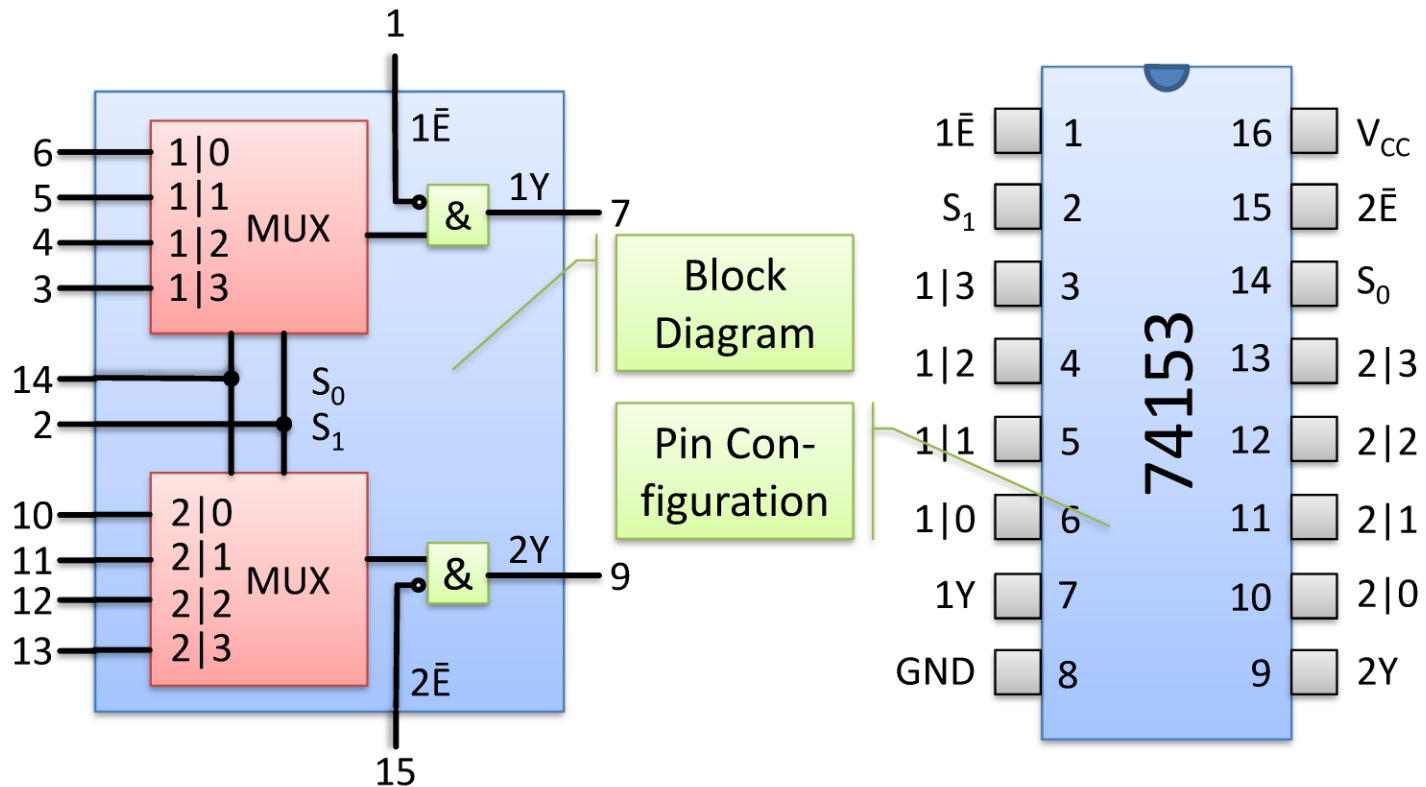 1
1Ē
6
1|0
5
1|1
4
1|2
3
1|3
MUX
&
1Y
7
14
S₀
2
S₁
10
2|0
11
2|1
12
2|2
13
2|3
MUX
&
2Y
9
2Ē
15
Block
Diagram
Pin Con-
figuration
74153
1Ē 1 16 V_CC
S₁ 2 15 2Ē
1|3 3 14 S₀
1|2 4 13 2|3
1|1 5 12 2|2
1|0 6 11 2|1
1Y 7 10 2|0
GND 8 9 2Y